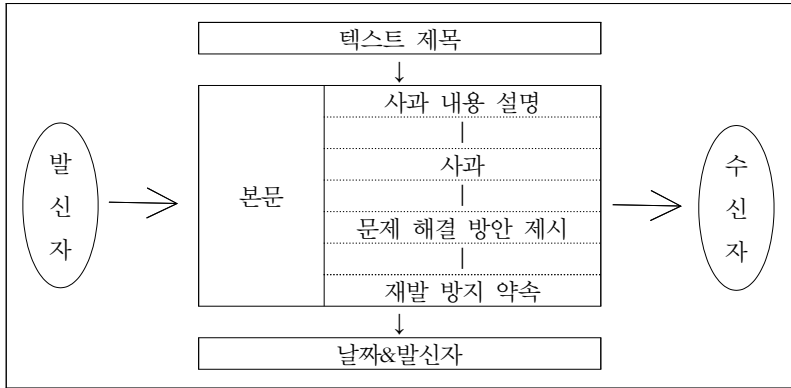 텍스트 제목
↓
사과 내용 설명
|
사과
|
문제 해결 방안 제시
|
재발 방지 약속
본문
발신자
수신자
↓
날짜&발신자